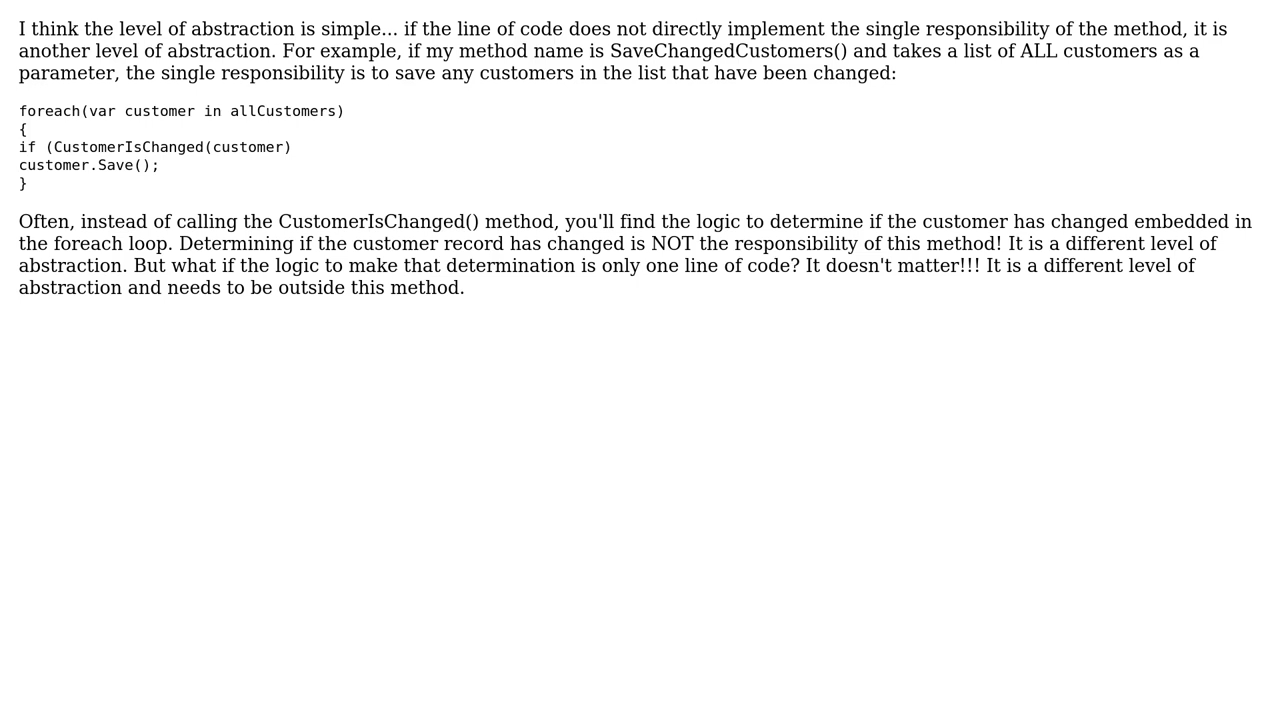 I think the level of abstraction is simple... if the line of code does not directly implement the single responsibility of the method, it is
another level of abstraction. For example, if my method name is SaveChangedCustomers() and takes a list of ALL customers as a
parameter, the single responsibility is to save any customers in the list that have been changed:
foreach(var customer in allCustomers)
{
if (CustomerIsChanged(customer)
customer.Save();
}
Often, instead of calling the CustomerIsChanged() method, you'll find the logic to determine if the customer has changed embedded in
the foreach loop. Determining if the customer record has changed is NOT the responsibility of this method! It is a different level of
abstraction. But what if the logic to make that determination is only one line of code? It doesn't matter!!! It is a different level of
abstraction and needs to be outside this method.